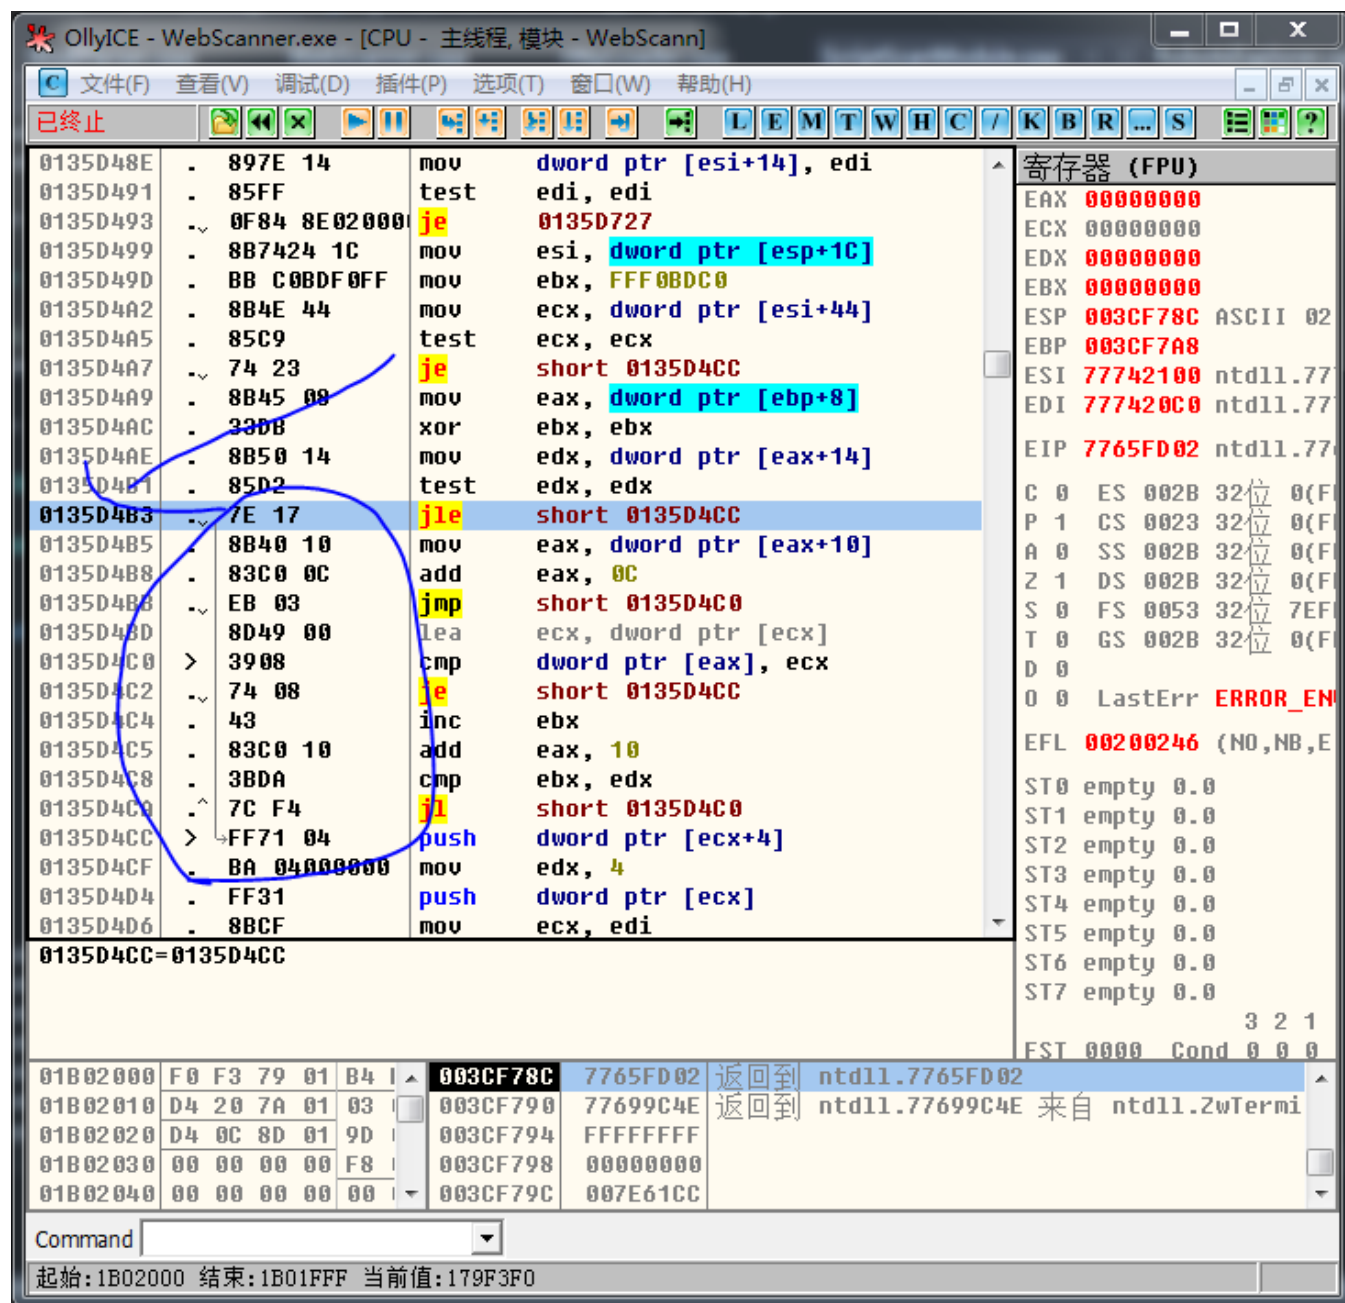 OllyICE - WebScanner.exe - [CPU - 主线程, 模块 - WebScann]
C 文件(F) 查看(V) 调试(D) 插件(P) 选项(T) 窗口(W) 帮助(H)
已终止 L E M T W H C / K B R ... S ?
0135D48E . 897E 14 mov dword ptr [esi+14], edi
0135D491 . 85FF test edi, edi
0135D493 . 0F84 8E02000 je 0135D727
0135D499 . 8B7424 1C mov esi, dword ptr [esp+1C]
0135D49D . BB C0BDF0FF mov ebx, FFF0BDC0
0135D4A2 . 8B4E 44 mov ecx, dword ptr [esi+44]
0135D4A5 . 85C9 test ecx, ecx
0135D4A7 . 74 23 je short 0135D4CC
0135D4A9 . 8B45 08 mov eax, dword ptr [ebp+8]
0135D4AC . 33DB xor ebx, ebx
0135D4AE . 8B50 14 mov edx, dword ptr [eax+14]
0135D4B1 . 85D2 test edx, edx
0135D4B3 . 7E 17 jle short 0135D4CC
0135D4B5 . 8B40 10 mov eax, dword ptr [eax+10]
0135D4B8 . 83C0 0C add eax, 0C
0135D4BB . EB 03 jmp short 0135D4C0
0135D4BD 8D49 00 lea ecx, dword ptr [ecx]
0135D4C0 > 3908 cmp dword ptr [eax], ecx
0135D4C2 . 74 08 je short 0135D4CC
0135D4C4 . 43 inc ebx
0135D4C5 . 83C0 10 add eax, 10
0135D4C8 . 3BDA cmp ebx, edx
0135D4CA .^ 7C F4 jl short 0135D4C0
0135D4CC > FF71 04 push dword ptr [ecx+4]
0135D4CF . BA 04000000 mov edx, 4
0135D4D4 . FF31 push dword ptr [ecx]
0135D4D6 . 8BCF mov ecx, edi
0135D4CC=0135D4CC
寄存器 (FPU)
EAX 00000000
ECX 00000000
EDX 00000000
EBX 00000000
ESP 003CF78C ASCII 02
EBP 003CF7A8
ESI 77742100 ntdll.77
EDI 777420C0 ntdll.77
EIP 7765FD02 ntdll.77
C 0 ES 002B 32位 0(F
P 1 CS 0023 32位 0(F
A 0 SS 002B 32位 0(F
Z 1 DS 002B 32位 0(F
S 0 FS 0053 32位 7EF
T 0 GS 002B 32位 0(F
D 0
O 0 LastErr ERROR_EN
EFL 00200246 (NO,NB,E
ST0 empty 0.0
ST1 empty 0.0
ST2 empty 0.0
ST3 empty 0.0
ST4 empty 0.0
ST5 empty 0.0
ST6 empty 0.0
ST7 empty 0.0
3 2 1
FST 0000 Cond 0 0 0
01B02000 F0 F3 79 01 B4
01B02010 D4 20 7A 01 03
01B02020 D4 0C 8D 01 9D
01B02030 00 00 00 00 F8
01B02040 00 00 00 00 00
003CF78C 7765FD02 返回到 ntdll.7765FD02
003CF790 77699C4E 返回到 ntdll.77699C4E 来自 ntdll.ZwTermi
003CF794 FFFFFFFF
003CF798 00000000
003CF79C 007E61CC
Command
起始:1B02000 结束:1B01FFF 当前值:179F3F0